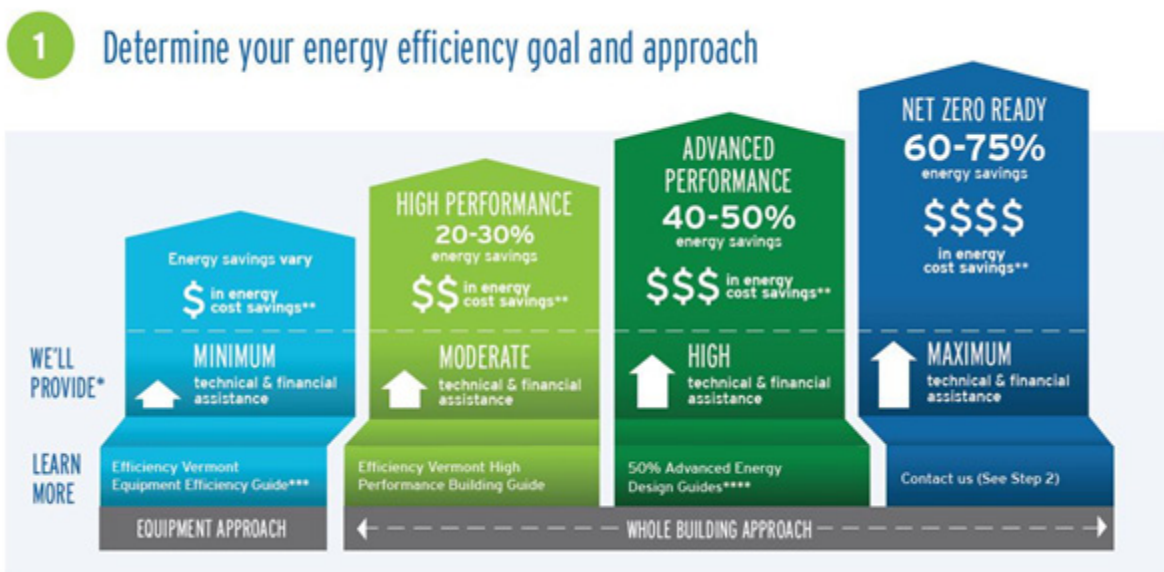 1
Determine your energy efficiency goal and approach
Energy savings vary
$ in energy
cost savings**
HIGH PERFORMANCE
20-30%
energy savings
$$ in energy
cost savings**
ADVANCED
PERFORMANCE
40-50%
energy savings
$$$ in energy
cost savings**
NET ZERO READY
60-75%
energy savings
$$$$
in energy
cost savings**
WE'LL
PROVIDE*
MINIMUM
technical & financial
assistance
MODERATE
technical & financial
assistance
HIGH
technical & financial
assistance
MAXIMUM
technical & financial
assistance
LEARN
MORE
Efficiency Vermont
Equipment Efficiency Guide***
Efficiency Vermont High
Performance Building Guide
50% Advanced Energy
Design Guides****
Contact us (See Step 2)
EQUIPMENT APPROACH
WHOLE BUILDING APPROACH